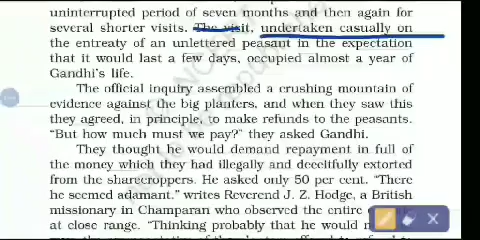 uninterrupted period of seven months and then again for
several shorter visits. The visit, undertaken casually on
the entreaty of an unlettered peasant in the expectation
that it would last a few days, occupied almost a year of
Gandhi's life.
The official inquiry assembled a crushing mountain of
evidence against the big planters, and when they saw this
they agreed, in principle, to make refunds to the peasants.
"But how much must we pay?" they asked Gandhi.
They thought he would demand repayment in full of
the money which they had illegally and deceitfully extorted
from the sharecroppers. He asked only 50 per cent. "There
he seemed adamant," writes Reverend J. Z. Hodge, a British
missionary in Champaran who observed the entire
at close range. "Thinking probably that he would